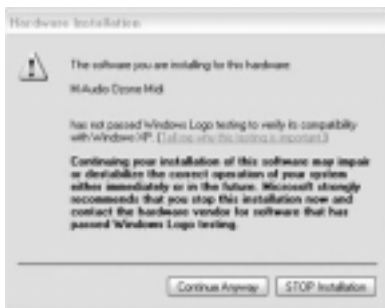 Hardware Installation
The software you are installing for this hardware
M-Audio Ozone Midi
has not passed Windows Logo testing to verify its compatibility
with Windows XP. (Tell me why this testing is important.)
Continuing your installation of this software may impair
or destabilize the correct operation of your system
either immediately or in the future. Microsoft strongly
recommends that you stop this installation now and
contact the hardware vendor for software that has
passed Windows Logo testing.
Continue Anyway
STOP Installation